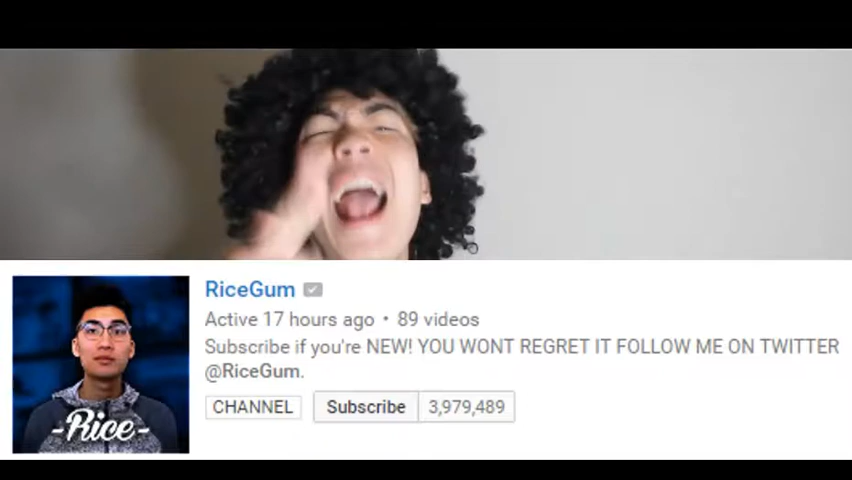 RiceGum
Active 17 hours ago • 89 videos
Subscribe if you're NEW! YOU WONT REGRET IT FOLLOW ME ON TWITTER
@RiceGum.
CHANNEL Subscribe 3,979,489
-Rice-